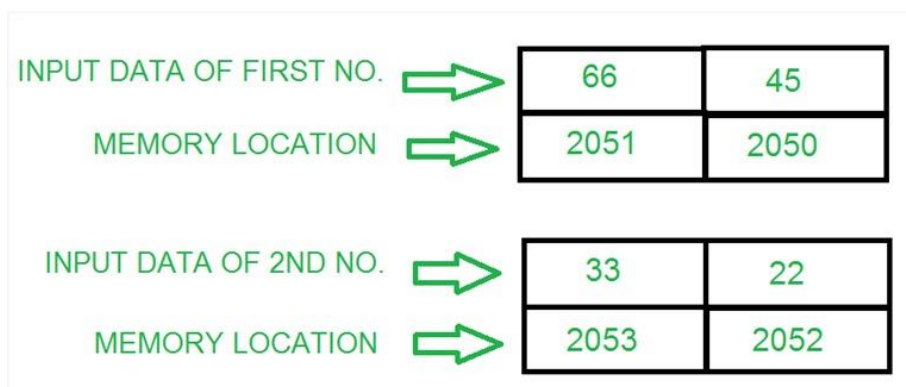 INPUT DATA OF FIRST NO. 66 45
MEMORY LOCATION 2051 2050
INPUT DATA OF 2ND NO. 33 22
MEMORY LOCATION 2053 2052